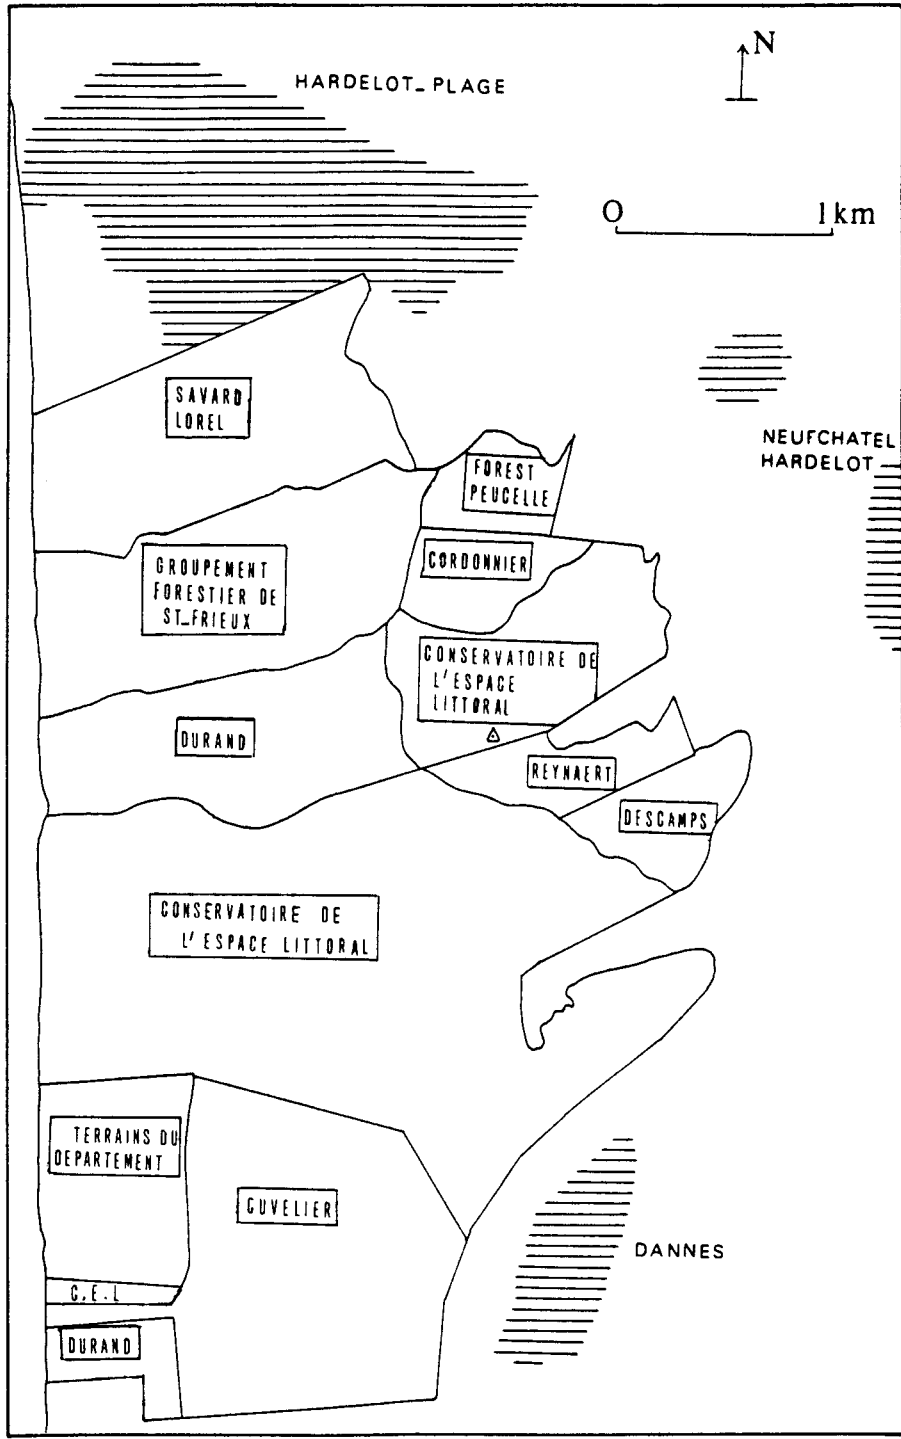 N
HARDELOT_PLAGE
O 1km
SAVARD
LOREL
NEUFCHATEL
HARDELOT
FOREST
PEUCELLE
CORDONNIER
GROUPEMENT
FORESTIER DE
ST_FRIEUX
CONSERVATOIRE DE
L'ESPACE
LITTORAL
DURAND
REYNAERT
DESCAMPS
CONSERVATOIRE DE
L'ESPACE LITTORAL
TERRAINS DU
DEPARTEMENT
CUVELIER
DANNES
C.E.L
DURAND